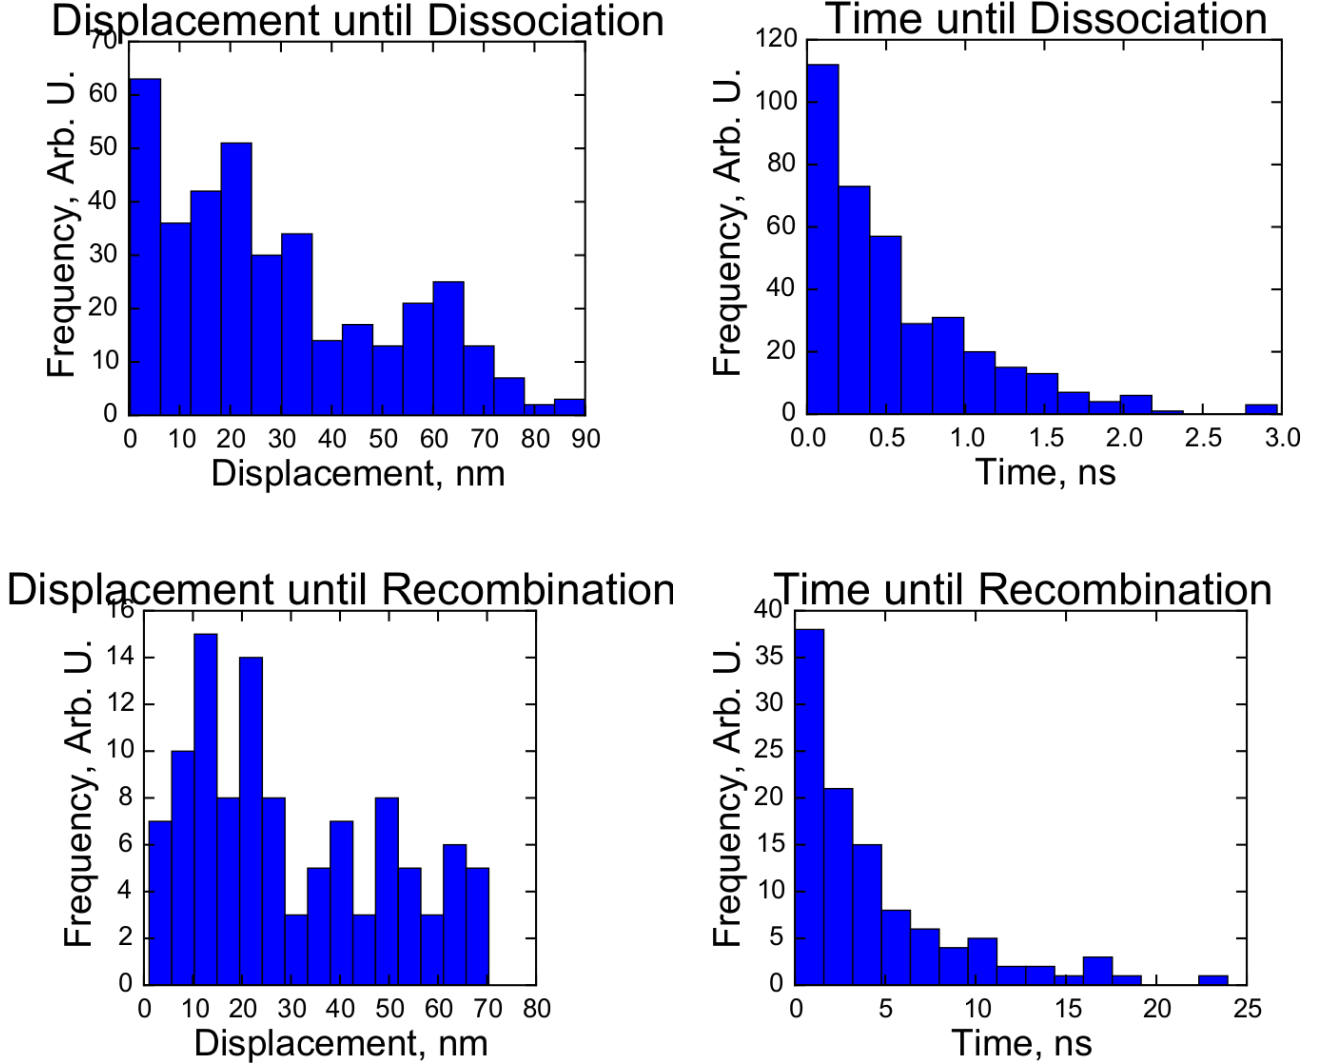 Displacement until Dissociation
70
60
50
40
30
20
10
0
0 10 20 30 40 50 60 70 80 90
Frequency, Arb. U.
Displacement, nm
Time until Dissociation
120
100
80
60
40
20
0
0.0 0.5 1.0 1.5 2.0 2.5 3.0
Frequency, Arb. U.
Time, ns
Displacement until Recombination
16
14
12
10
8
6
4
2
0
0 10 20 30 40 50 60 70 80
Frequency, Arb. U.
Displacement, nm
Time until Recombination
40
35
30
25
20
15
10
5
0
0 5 10 15 20 25
Frequency, Arb. U.
Time, ns